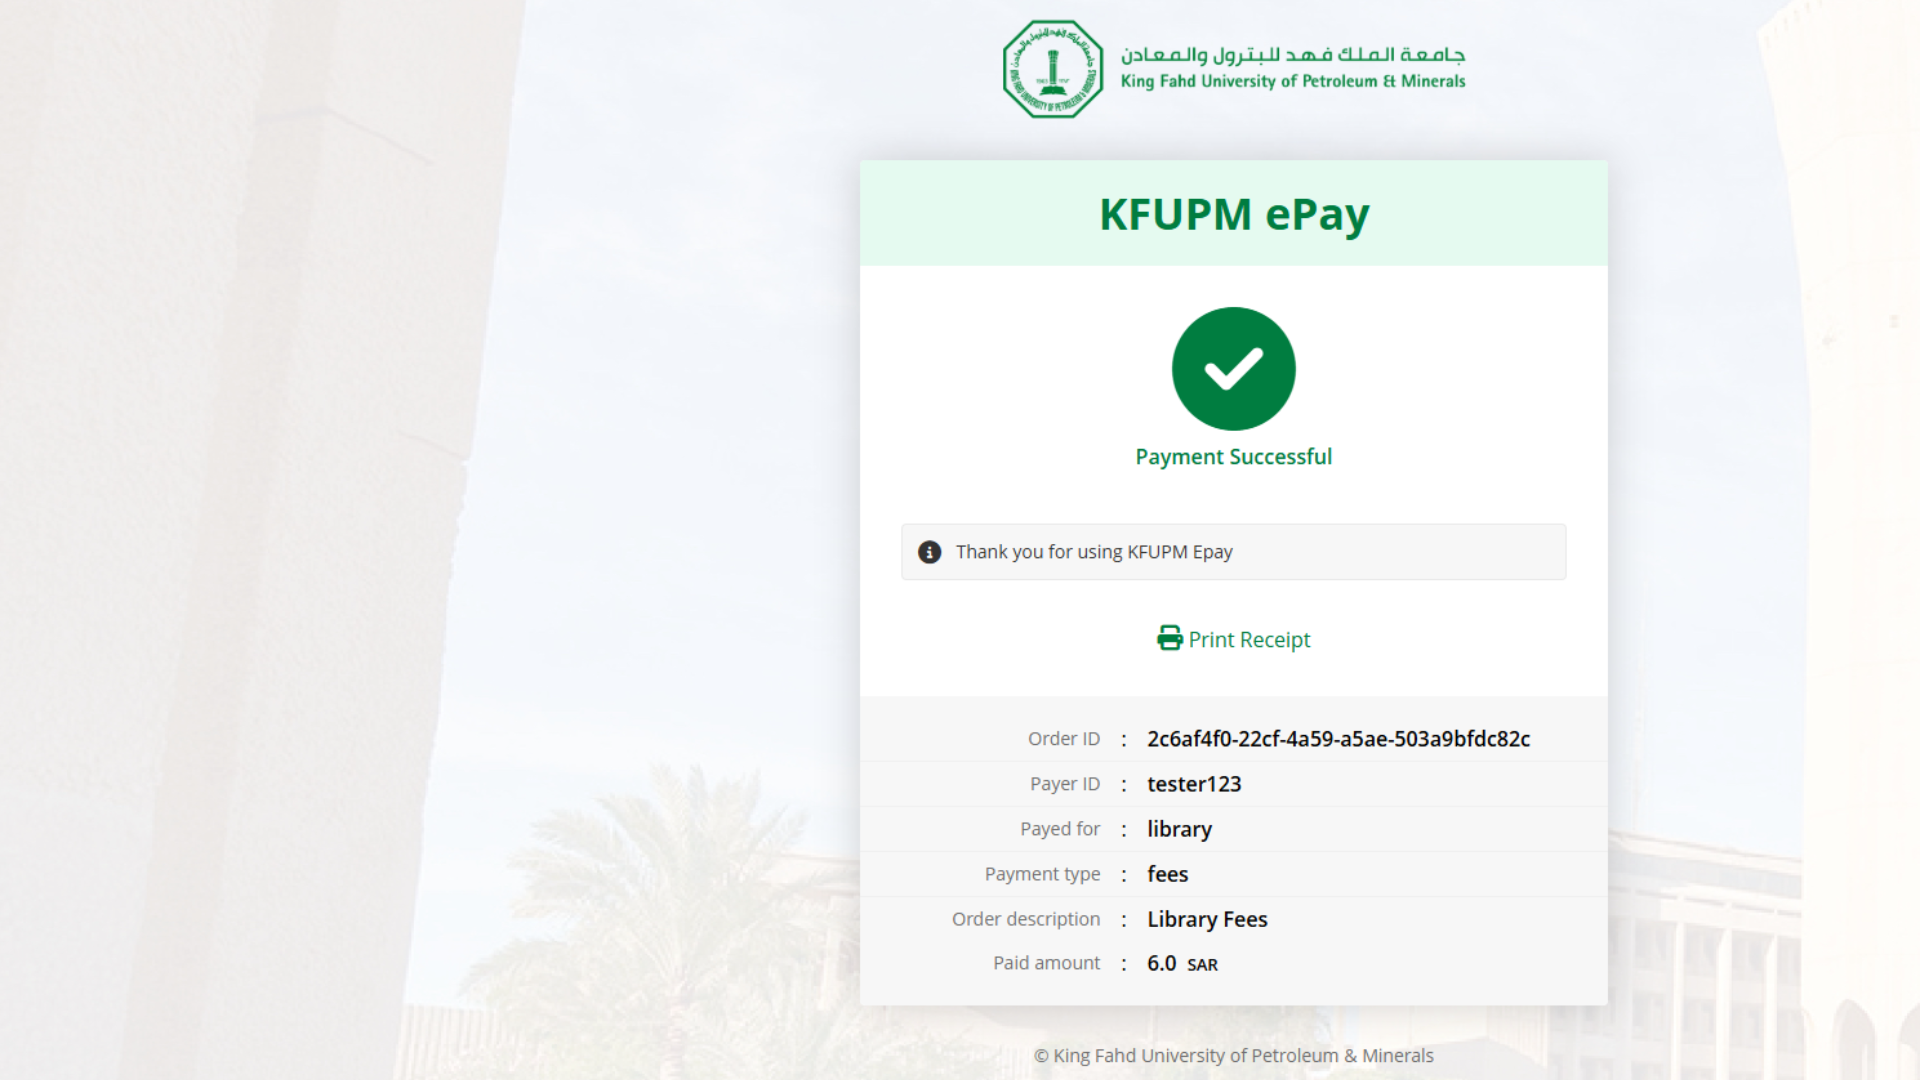 جامعة الملك فهد للبترول والمعادن
King Fahd University of Petroleum & Minerals
KFUPM ePay
Payment Successful
Thank you for using KFUPM Epay
Print Receipt
Order ID : 2c6af4f0-22cf-4a59-a5ae-503a9bfdc82c
Payer ID : tester123
Payed for : library
Payment type : fees
Order description : Library Fees
Paid amount : 6.0 SAR
© King Fahd University of Petroleum & Minerals